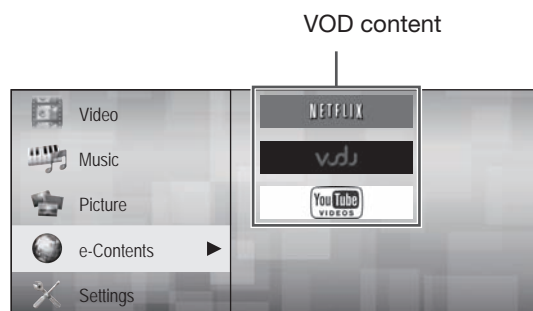 VOD content
Video
Music
Picture
e-Contents
Settings
NETFLIX
vudu
You Tube
VIDEOS